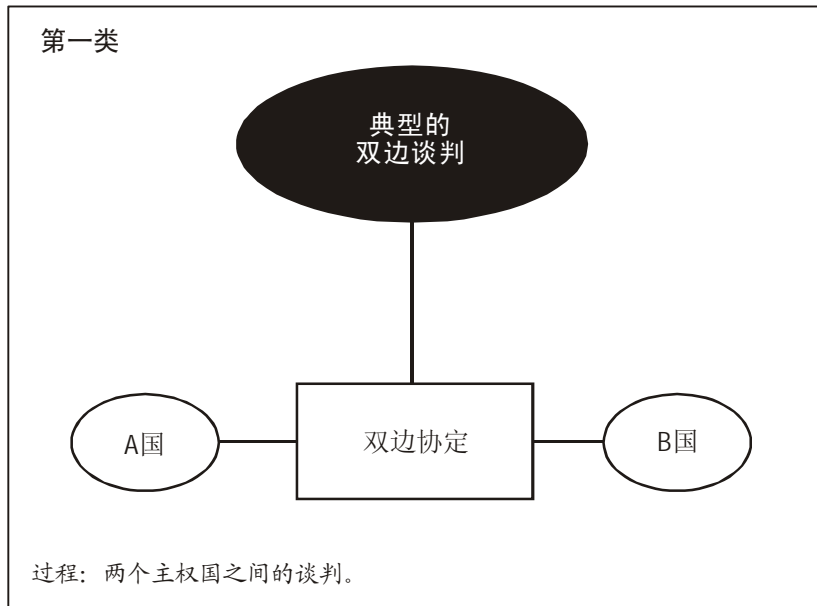 第一类
典型的
双边谈判
A国
双边协定
B国
过程：两个主权国之间的谈判。